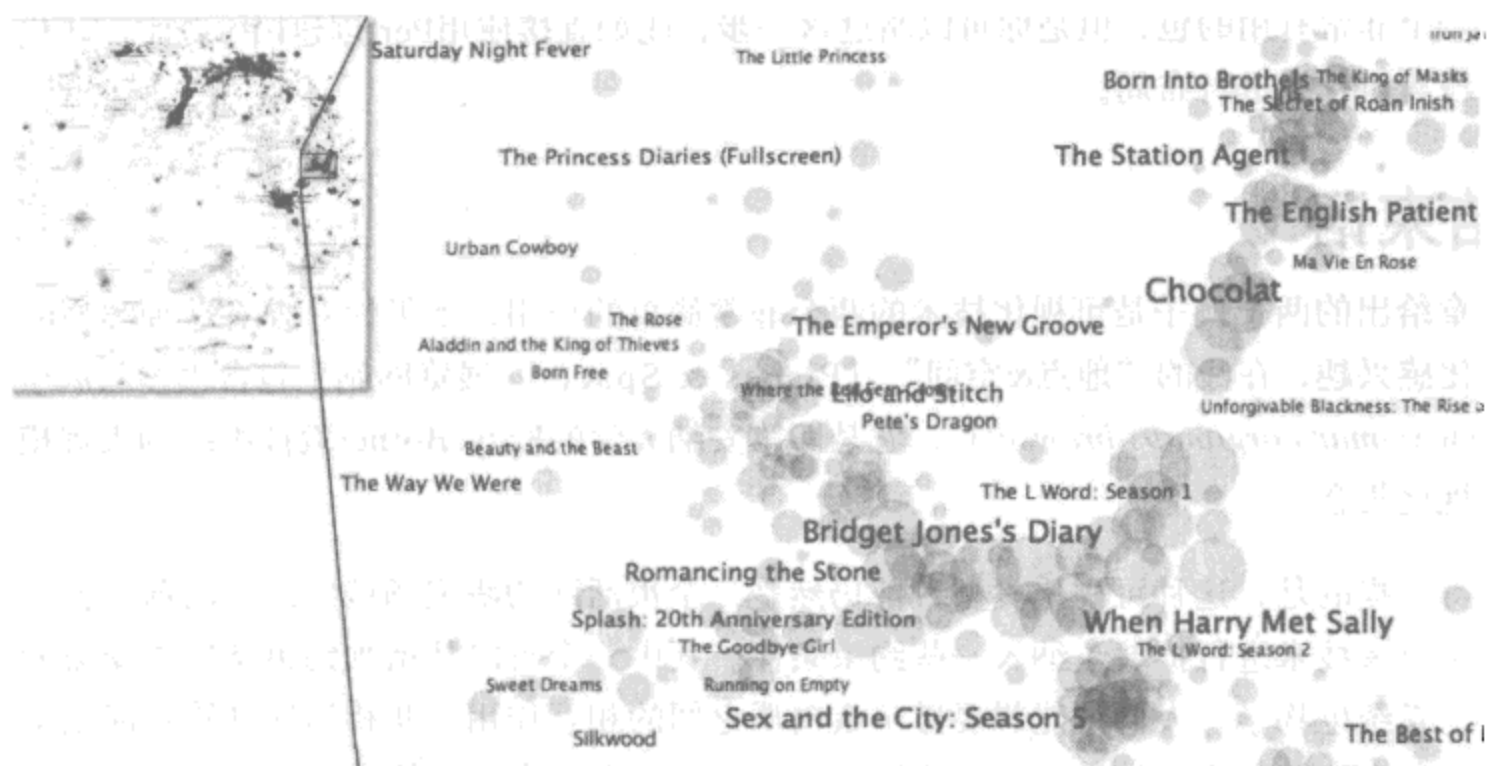 Saturday Night Fever
The Little Princess
Born Into Brothels
The King of Masks
The Secret of Roan Inish
The Princess Diaries (Fullscreen)
The Station Agent
The English Patient
Urban Cowboy
Ma Vie En Rose
Chocolat
The Rose
The Emperor's New Groove
Aladdin and the King of Thieves
Born Free
Where the
Lilo and Stitch
Unforgivable Blackness: The Rise
Pete's Dragon
Beauty and the Beast
The Way We Were
The L Word: Season 1
Bridget Jones's Diary
Romancing the Stone
Splash: 20th Anniversary Edition
When Harry Met Sally
The Goodbye Girl
The L Word: Season 2
Sweet Dreams
Running on Empty
Sex and the City: Season 5
Silkwood
The Best of